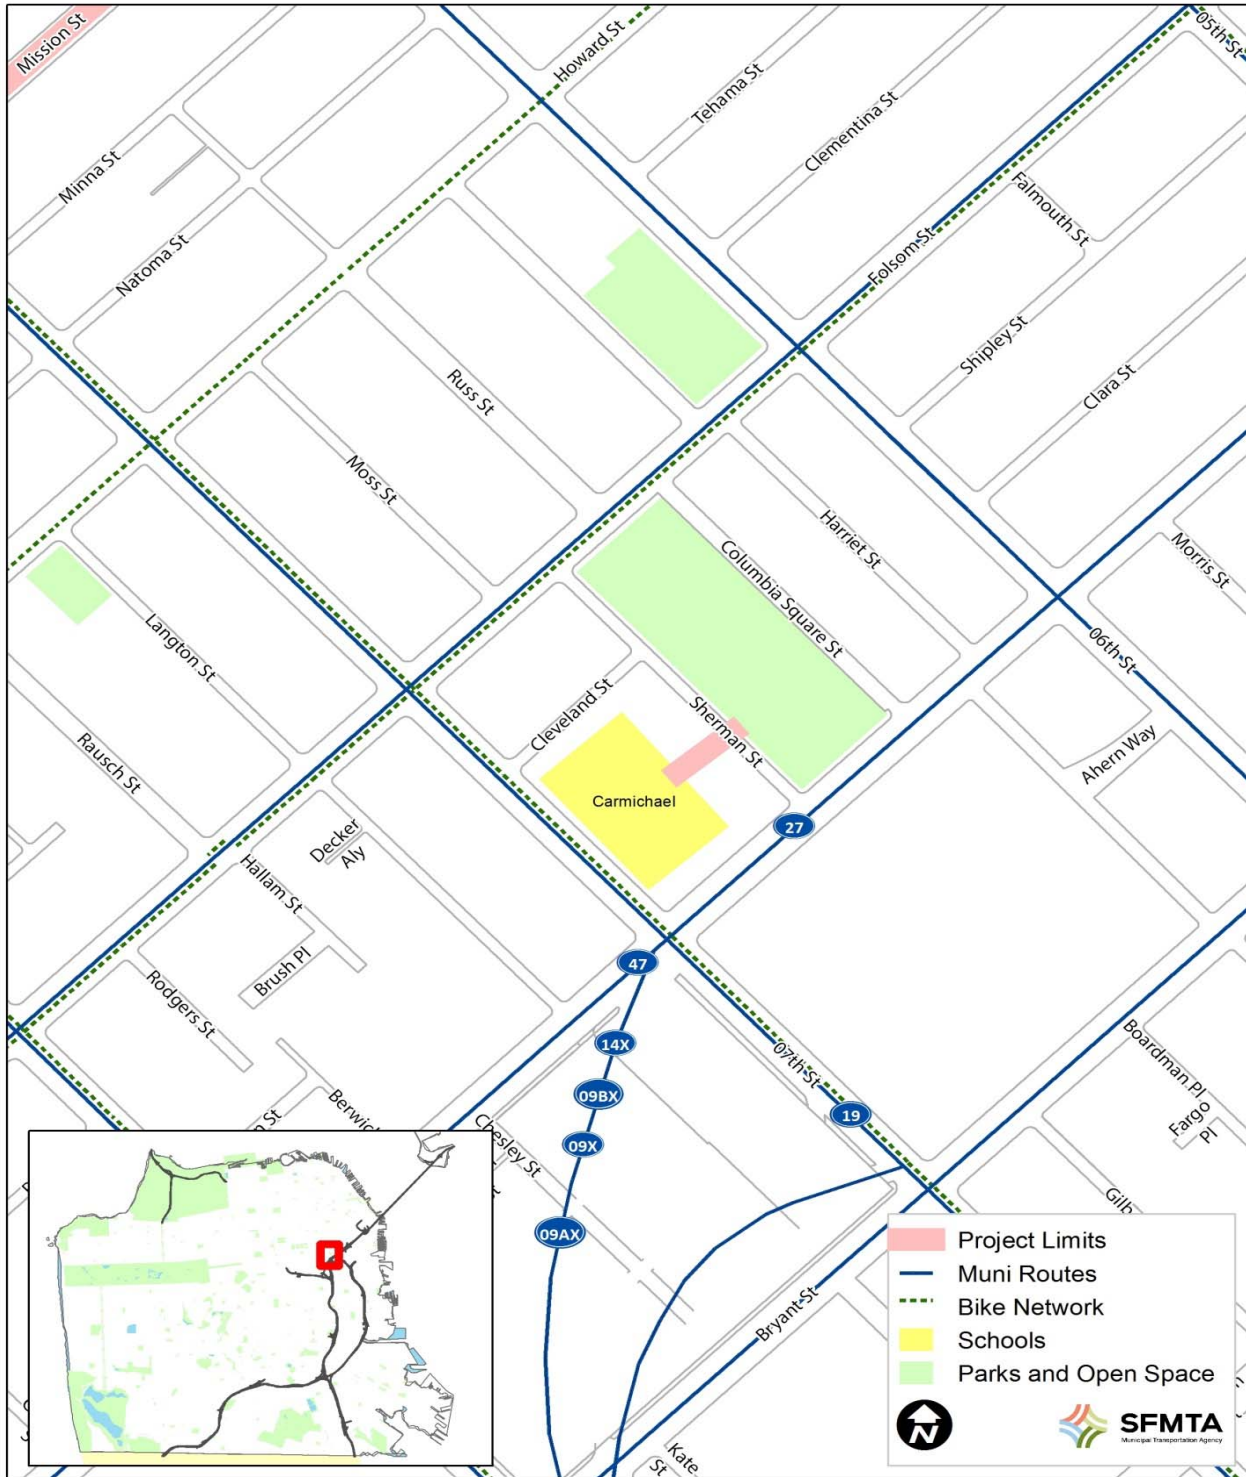 Mission St
Howard St
05th St
Tehama St
Clementina St
Minna St
Falmouth St
Natoma St
Folsom St
Shipley St
Clara St
Russ St
Moss St
Harriet St
Morris St
Columbia Square St
Langton St
06th St
Cleveland St
Sherman St
Rausch St
Ahern Way
Carmichael
27
Decker
Aly
Hallam St
47
Brush Pl
Rodgers St
14X
07th St
Boardman Pl
09BX
19
Fargo
Pl
Berwick
Chesley St
09X
Gilb
09AX
Bryant St
Kate
St
Project Limits
Muni Routes
Bike Network
Schools
Parks and Open Space
N
SFMTA
Municipal Transportation Agency